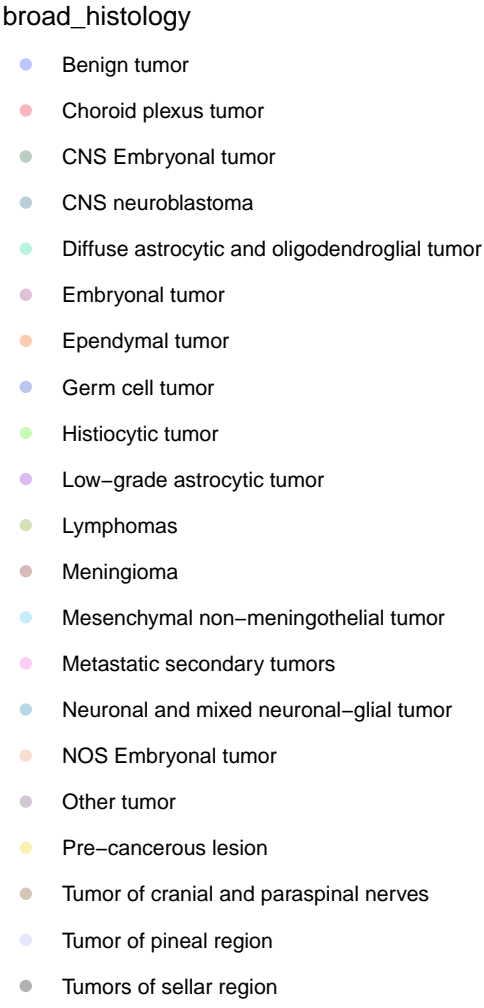 broad_histology
Benign tumor
Choroid plexus tumor
CNS Embryonal tumor
CNS neuroblastoma
Diffuse astrocytic and oligodendroglial tumor
Embryonal tumor
Ependymal tumor
Germ cell tumor
Histiocytic tumor
Low−grade astrocytic tumor
Lymphomas
Meningioma
Mesenchymal non−meningothelial tumor
Metastatic secondary tumors
Neuronal and mixed neuronal−glial tumor
NOS Embryonal tumor
Other tumor
Pre−cancerous lesion
Tumor of cranial and paraspinal nerves
Tumor of pineal region
Tumors of sellar region